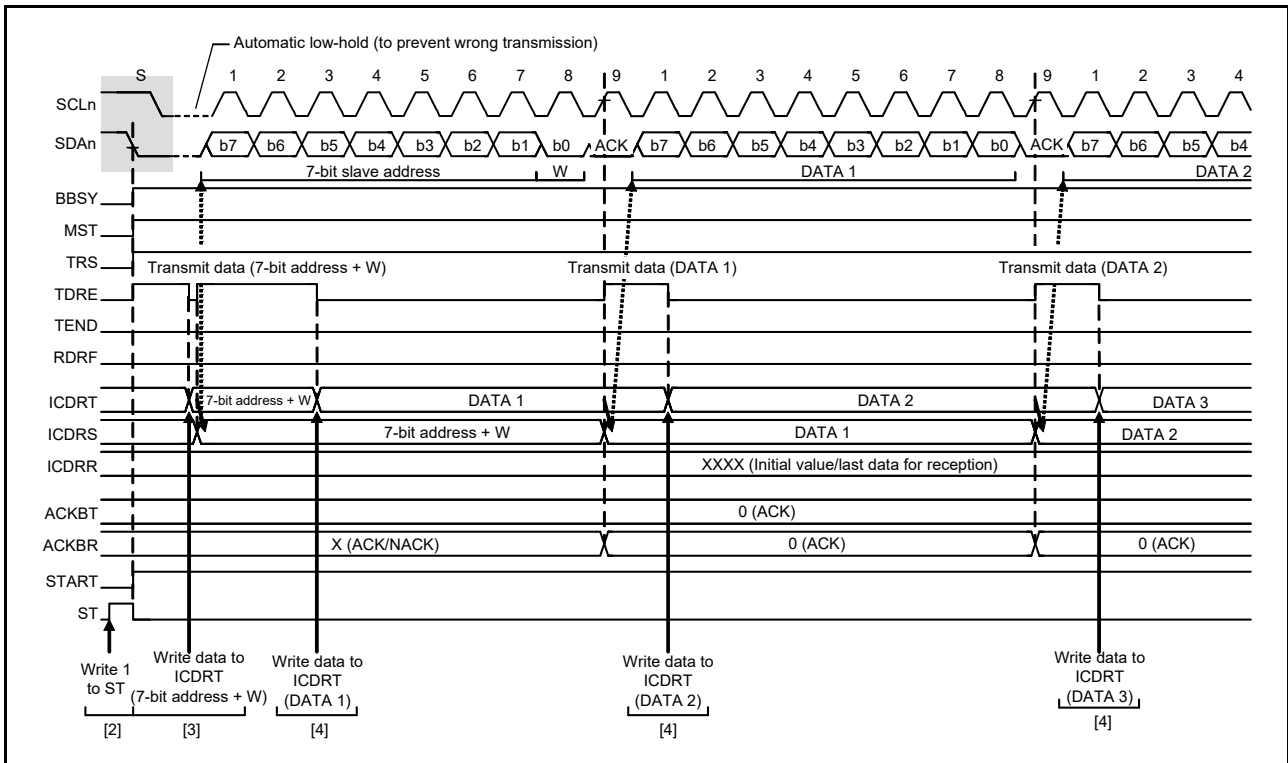 Automatic low-hold (to prevent wrong transmission)
S 1 2 3 4 5 6 7 8 9 1 2 3 4 5 6 7 8 9 1 2 3 4
SCLn
SDAn b7 b6 b5 b4 b3 b2 b1 b0 ACK b7 b6 b5 b4 b3 b2 b1 b0 ACK b7 b6 b5 b4
7-bit slave address W DATA 1 DATA 2
BBSY
MST
TRS
Transmit data (7-bit address + W) Transmit data (DATA 1) Transmit data (DATA 2)
TDRE
TEND
RDRF
ICDRT 7-bit address + W DATA 1 DATA 2 DATA 3
ICDRS 7-bit address + W DATA 1 DATA 2
ICDRR XXXX (Initial value/last data for reception)
ACKBT 0 (ACK)
ACKBR X (ACK/NACK) 0 (ACK) 0 (ACK)
START
ST
Write 1
to ST
[2]
Write data to
ICDRT
(7-bit address + W)
[3]
Write data to
ICDRT
(DATA 1)
[4]
Write data to
ICDRT
(DATA 2)
[4]
Write data to
ICDRT
(DATA 3)
[4]